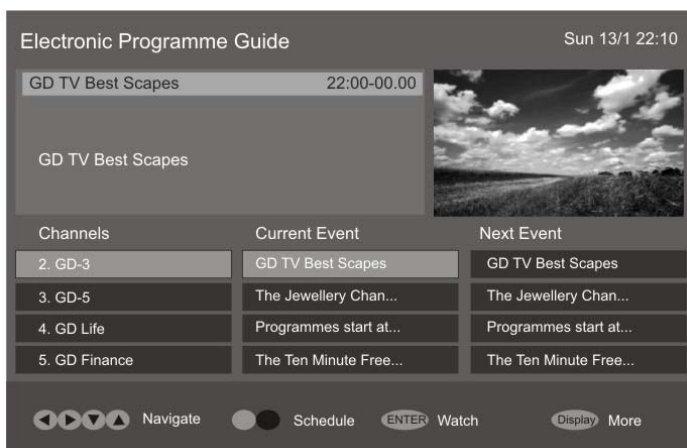 Electronic Programme Guide Sun 13/1 22:10
GD TV Best Scapes 22:00-00.00
GD TV Best Scapes
Channels Current Event Next Event
2. GD-3 GD TV Best Scapes GD TV Best Scapes
3. GD-5 The Jewellery Chan... The Jewellery Chan...
4. GD Life Programmes start at... Programmes start at...
5. GD Finance The Ten Minute Free... The Ten Minute Free...
Navigate Schedule ENTER Watch Display More